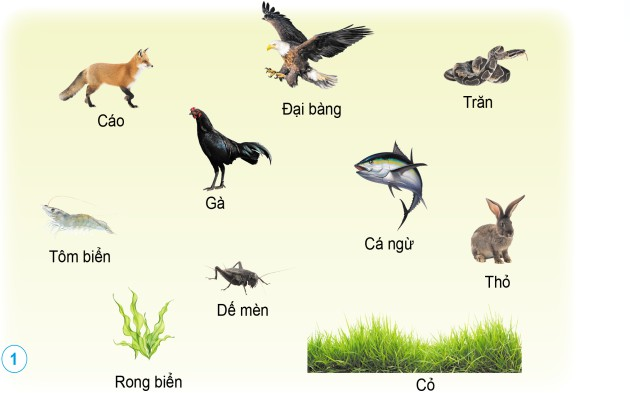 Cáo
Đại bàng
Trăn
Gà
Cá ngừ
Tôm biển
Thỏ
Dế mèn
1
Rong biển
Cỏ